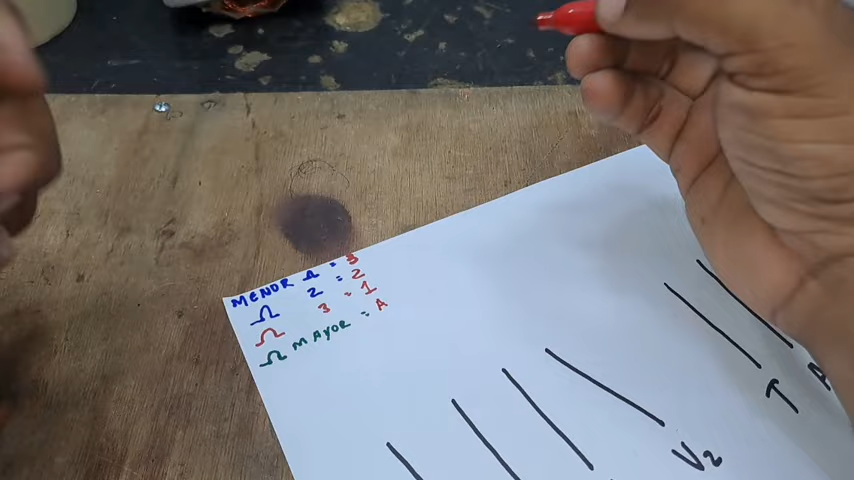 MENOR Ω = 3
Ω 2 = 2
Ω 3 = 1
Ω MAYOR = A
V2
T
A